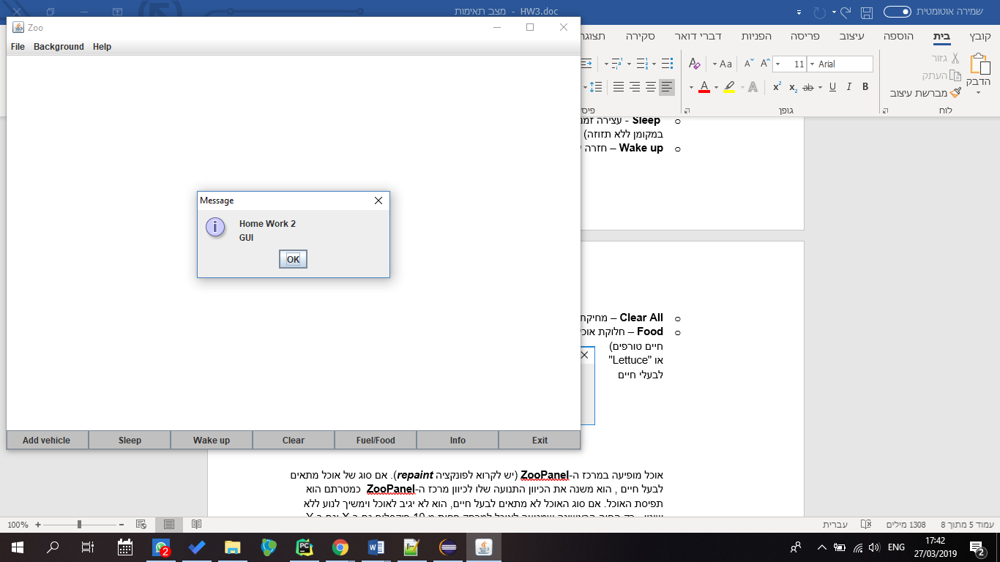 HW3.doc - מצב תאימות
שמירה אוטומטית
Zoo
File Background Help
קובץ
בית
הוספה
עיצוב
פריסה
הפניות
דברי דואר
סקירה
תצוגה
גזור
העתק
מברשת עיצוב
הדבק
לוח
Arial
11
Aa
גופן
Message
Home Work 2
GUI
OK
Sleep - עצירה
במקומן ללא תזוזה)
Wake up – חזרה
Clear All – מחיקת
Food – חלוקת
חיים טורפים)
או "Lettuce"
לבעלי חיים
Add vehicle Sleep Wake up Clear Fuel/Food Info Exit
אוכל מופיעה במרכז ה-ZooPanel (יש לקרוא לפונקציה repaint). אם סוג של אוכל מתאים
לבעל חיים , הוא משנה את הכיוון התנועה שלו לכיוון מרכז ה-ZooPanel כמטרתם הוא
תפיסת האוכל. אם סוג האוכל לא מתאים לבעל חיים, הוא לא יגיב לאוכל וימשיך לנוע ללא
100%
עברית
1308 מילים
עמוד 5 מתוך 8
2
ENG
17:42
27/03/2019
2